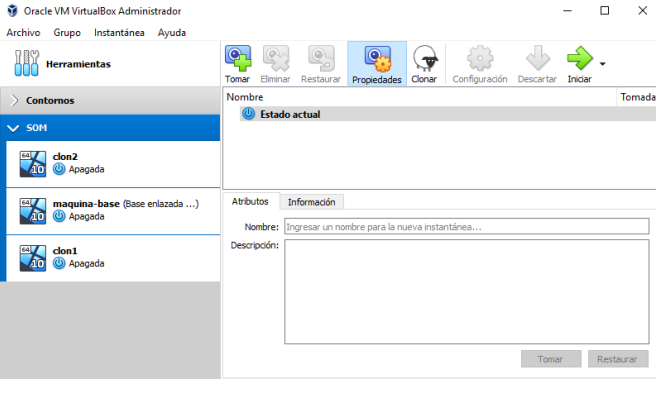 Oracle VM VirtualBox Administrador
Archivo Grupo Instantánea Ayuda
Herramientas
Tomar Eliminar Restaurar Propiedades Clonar Configuración Descartar Iniciar
Contornos
SOM
64
10
clon2
Apagada
64
10
maquina-base (Base enlazada ...)
Apagada
64
10
clon1
Apagada
Nombre Tomada
Estado actual
Atributos Información
Nombre: Ingresar un nombre para la nueva instantánea...
Descripción:
Tomar Restaurar